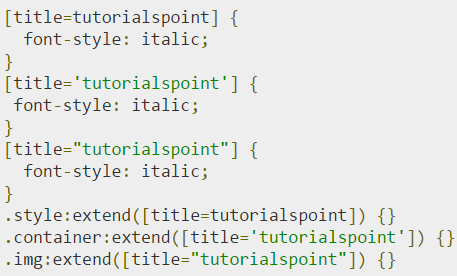 [title=tutorialspoint] {
  font-style: italic;
}
[title='tutorialspoint'] {
 font-style: italic;
}
[title="tutorialspoint"] {
  font-style: italic;
}
.style:extend([title=tutorialspoint]) {}
.container:extend([title='tutorialspoint']) {}
.img:extend([title="tutorialspoint"]) {}